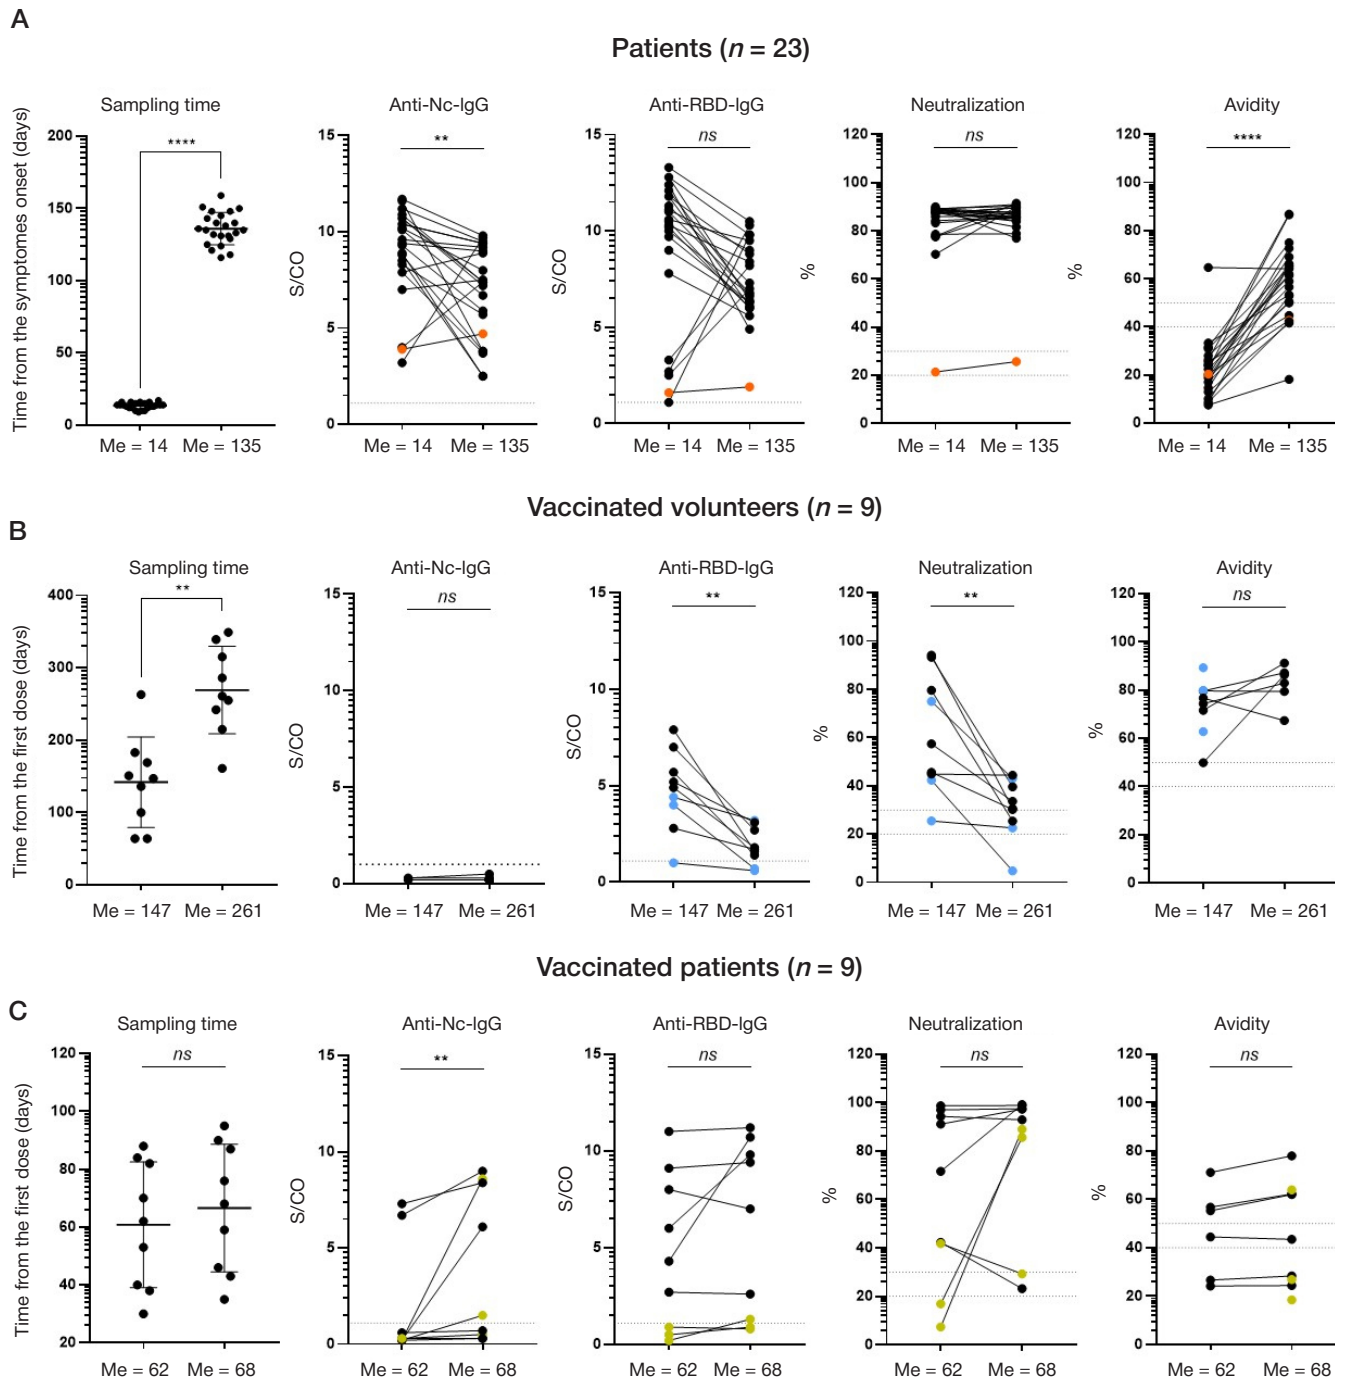 A
Patients (n = 23)
Sampling time
Anti-Nc-IgG
Anti-RBD-IgG
Neutralization
Avidity
Time from the symptomes onset (days)
200
150
100
50
0
****
Me = 14 Me = 135
S/CO
15
10
5
0
**
Me = 14 Me = 135
S/CO
15
10
5
0
ns
Me = 14 Me = 135
%
120
100
80
60
40
20
0
ns
Me = 14 Me = 135
%
120
100
80
60
40
20
0
****
Me = 14 Me = 135
Vaccinated volunteers (n = 9)
B
Sampling time
Anti-Nc-IgG
Anti-RBD-IgG
Neutralization
Avidity
Time from the first dose (days)
400
300
200
100
0
**
Me = 147 Me = 261
S/CO
15
10
5
0
ns
Me = 147 Me = 261
S/CO
15
10
5
0
**
Me = 147 Me = 261
%
120
100
80
60
40
20
0
**
Me = 147 Me = 261
%
120
100
80
60
40
20
0
ns
Me = 147 Me = 261
Vaccinated patients (n = 9)
C
Sampling time
Anti-Nc-IgG
Anti-RBD-IgG
Neutralization
Avidity
Time from the first dose (days)
120
100
80
60
40
20
ns
Me = 62 Me = 68
S/CO
15
10
5
0
**
Me = 62 Me = 68
S/CO
15
10
5
0
ns
Me = 62 Me = 68
%
120
100
80
60
40
20
0
ns
Me = 62 Me = 68
%
120
100
80
60
40
20
0
ns
Me = 62 Me = 68